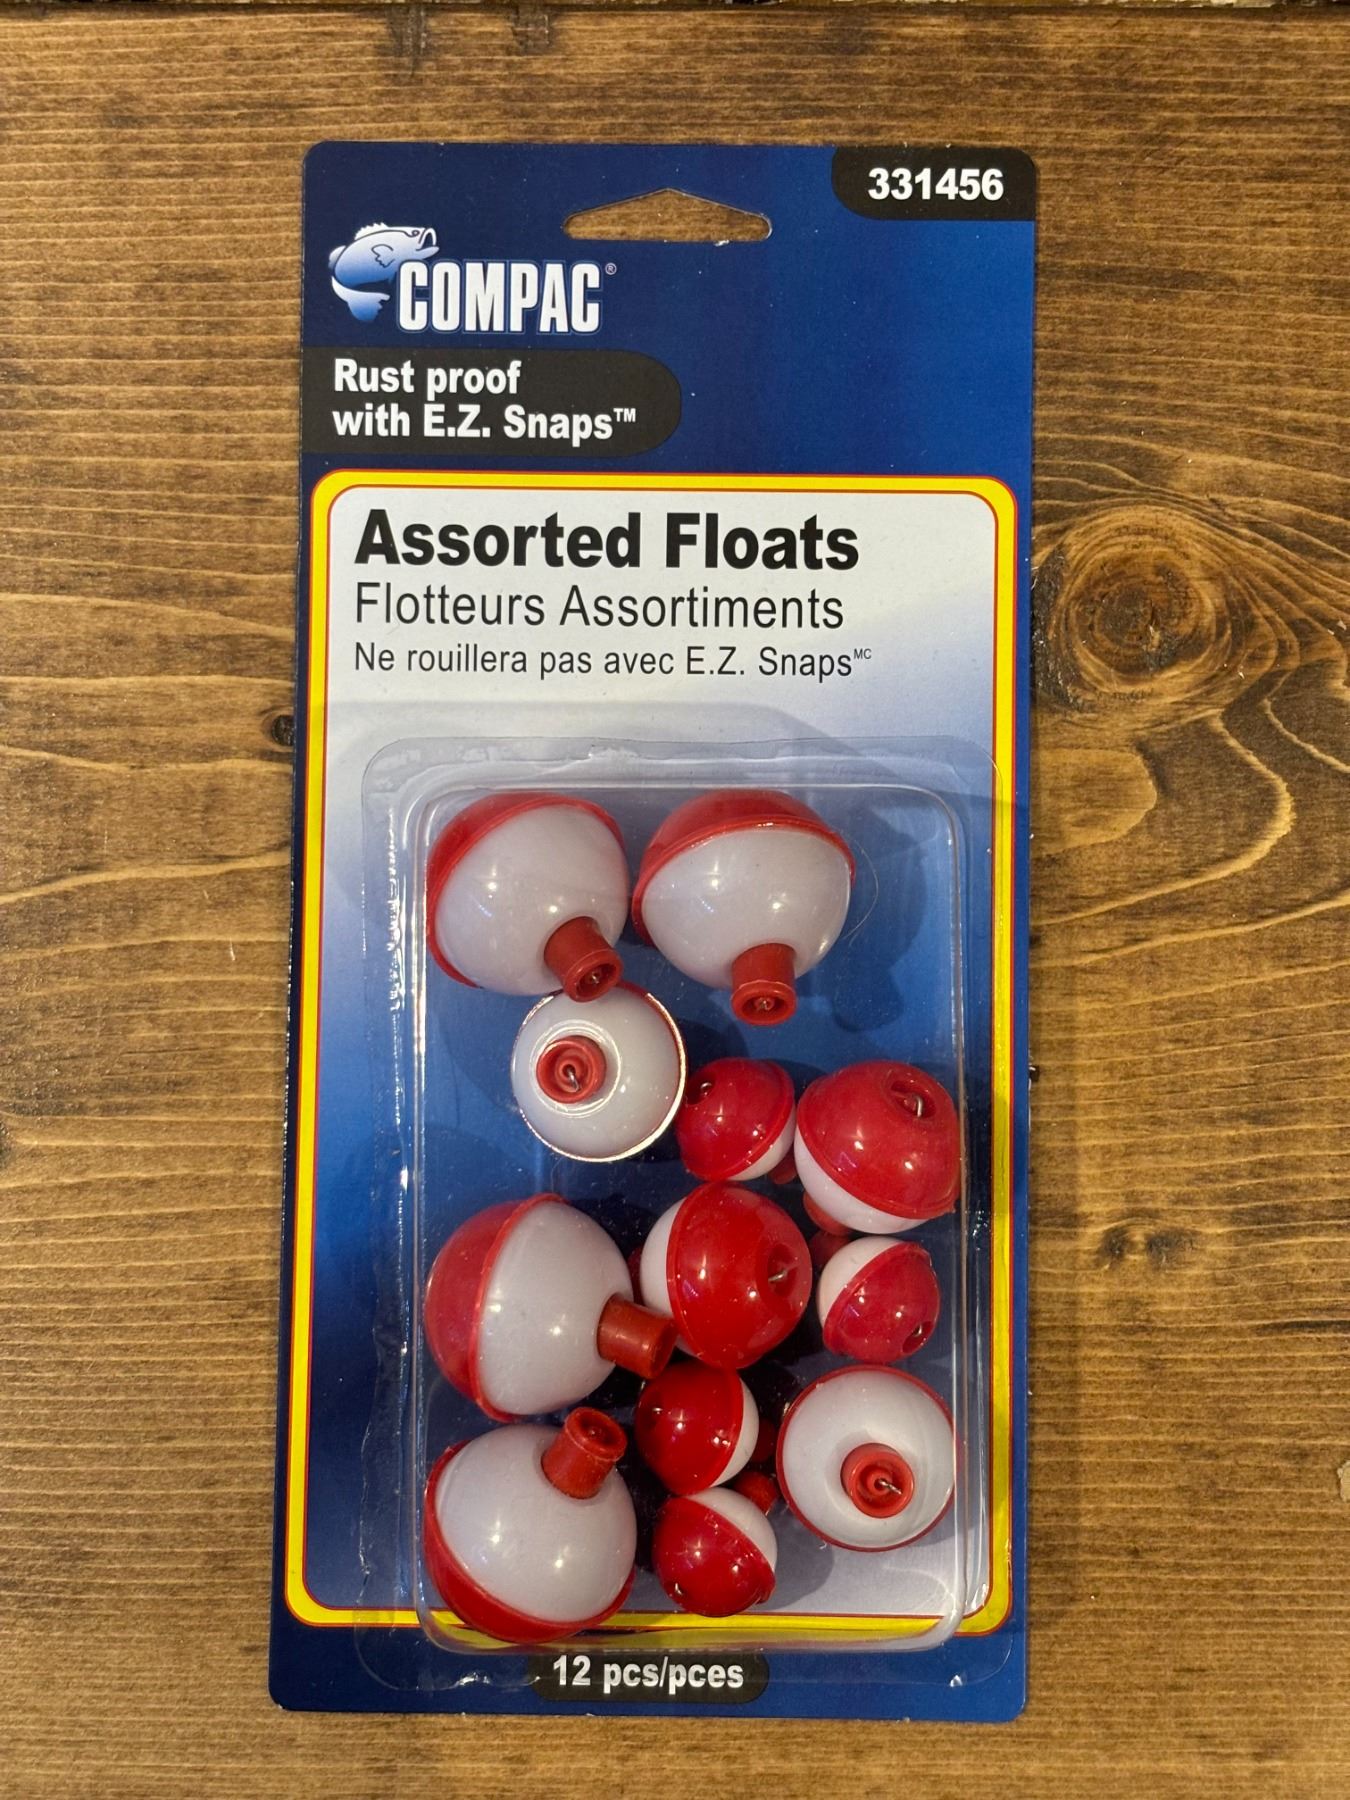 331456
COMPAC®
Rust proof
with E.Z. Snaps™
Assorted Floats
Flotteurs Assortiments
Ne rouillera pas avec E.Z. Snaps MC
12 pcs/pces